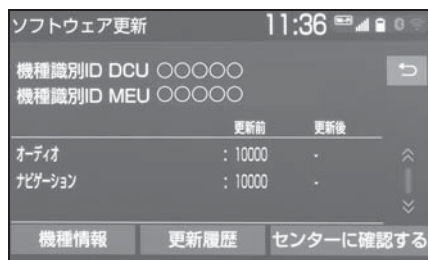 ソフトウェア更新 11:36
機種識別ID DCU ○○○○○
機種識別ID MEU ○○○○○
更新前 更新後
オーディオ : 10000 -
ナビゲーション : 10000 -
機種情報 更新履歴 センターに確認する